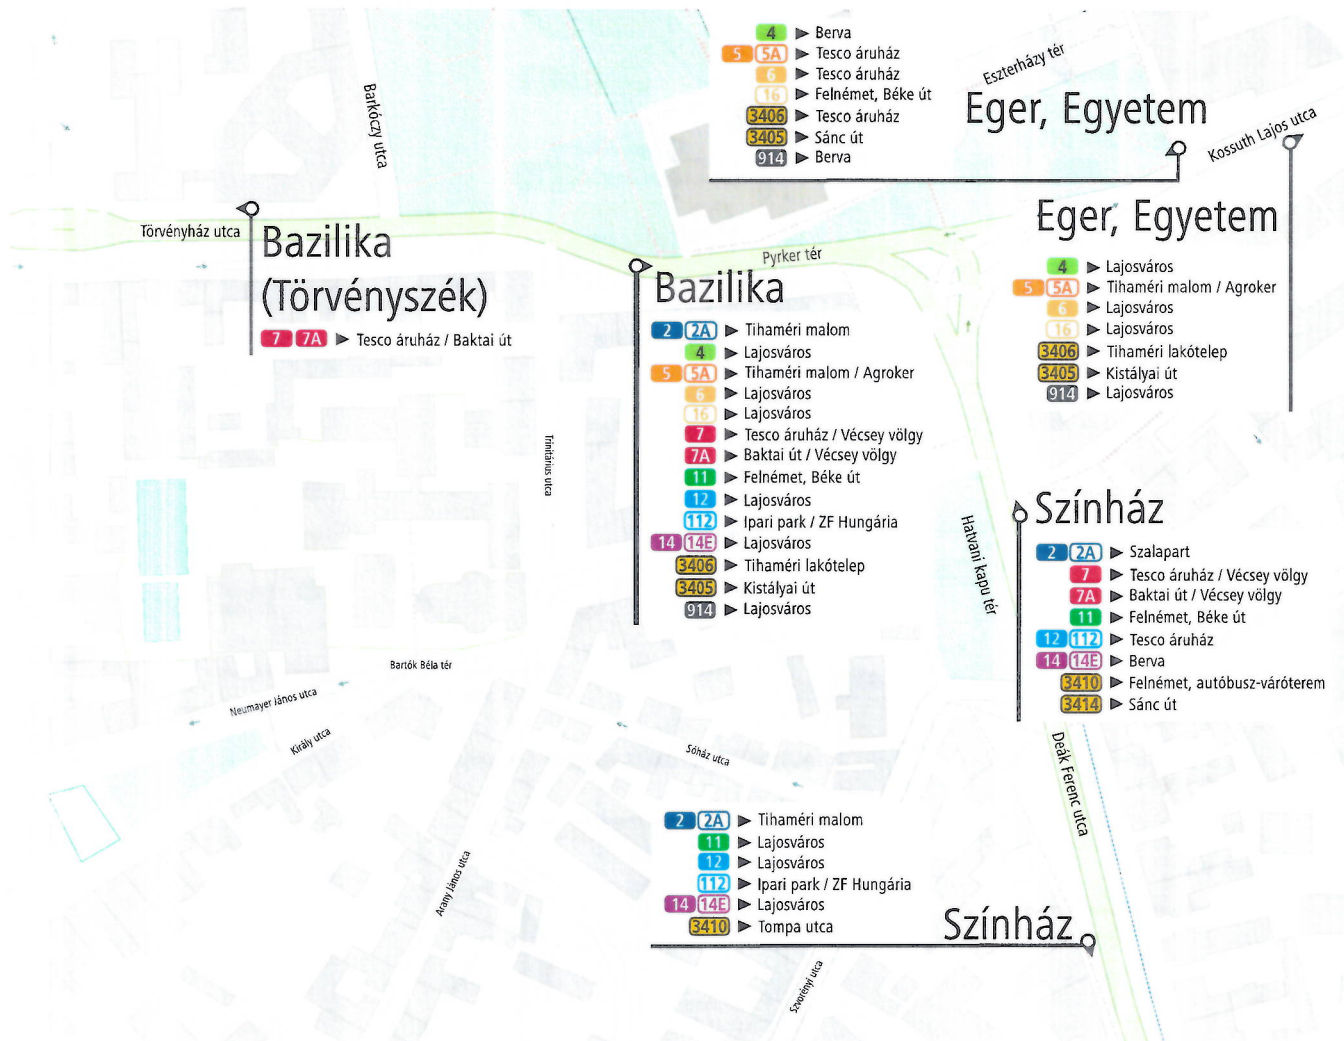 4 Berva
5 5A Tesco áruház
6 Tesco áruház
16 Felnémet, Béke út
3406 Tesco áruház
3405 Sánc út
914 Berva
Eszterházy tér
Eger, Egyetem
Kossuth Lajos utca
Barkóczy utca
Törvényház utca
Bazilika
(Törvényszék)
7 7A Tesco áruház / Baktai út
Pyrker tér
Eger, Egyetem
4 Lajosváros
5 5A Tihaméri malom / Agroker
6 Lajosváros
16 Lajosváros
3406 Tihaméri lakótelep
3405 Kistályai út
914 Lajosváros
Bazilika
2 2A Tihaméri malom
4 Lajosváros
5 5A Tihaméri malom / Agroker
6 Lajosváros
16 Lajosváros
7 Tesco áruház / Vécsey völgy
7A Baktai út / Vécsey völgy
11 Felnémet, Béke út
12 Lajosváros
112 Ipari park / ZF Hungária
14 14E Lajosváros
3406 Tihaméri lakótelep
3405 Kistályai út
914 Lajosváros
Trinitárius utca
Hatvani kapu tér
Színház
2 2A Szalapart
7 Tesco áruház / Vécsey völgy
7A Baktai út / Vécsey völgy
11 Felnémet, Béke út
12 112 Tesco áruház
14 14E Berva
3410 Felnémet, autóbusz-váróterem
3414 Sánc út
Bartók Béla tér
Neumayer János utca
Király utca
Sóház utca
Deák Ferenc utca
Arany János utca
2 2A Tihaméri malom
11 Lajosváros
12 Lajosváros
112 Ipari park / ZF Hungária
14 14E Lajosváros
3410 Tompa utca
Színház
Szvorényi utca